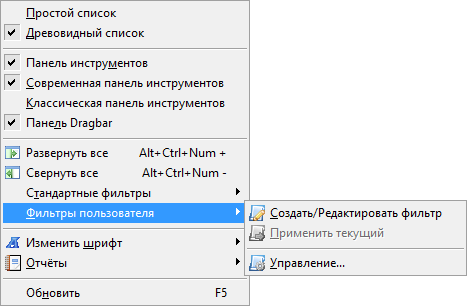 Простой список
Древовидный список
Панель инструментов
Современная панель инструментов
Классическая панель инструментов
Панель Dragbar
Развернуть все Alt+Ctrl+Num +
Свернуть все Alt+Ctrl+Num -
Стандартные фильтры
Фильтры пользователя
Создать/Редактировать фильтр
Применить текущий
Управление...
Изменить шрифт
Отчёты
Обновить F5